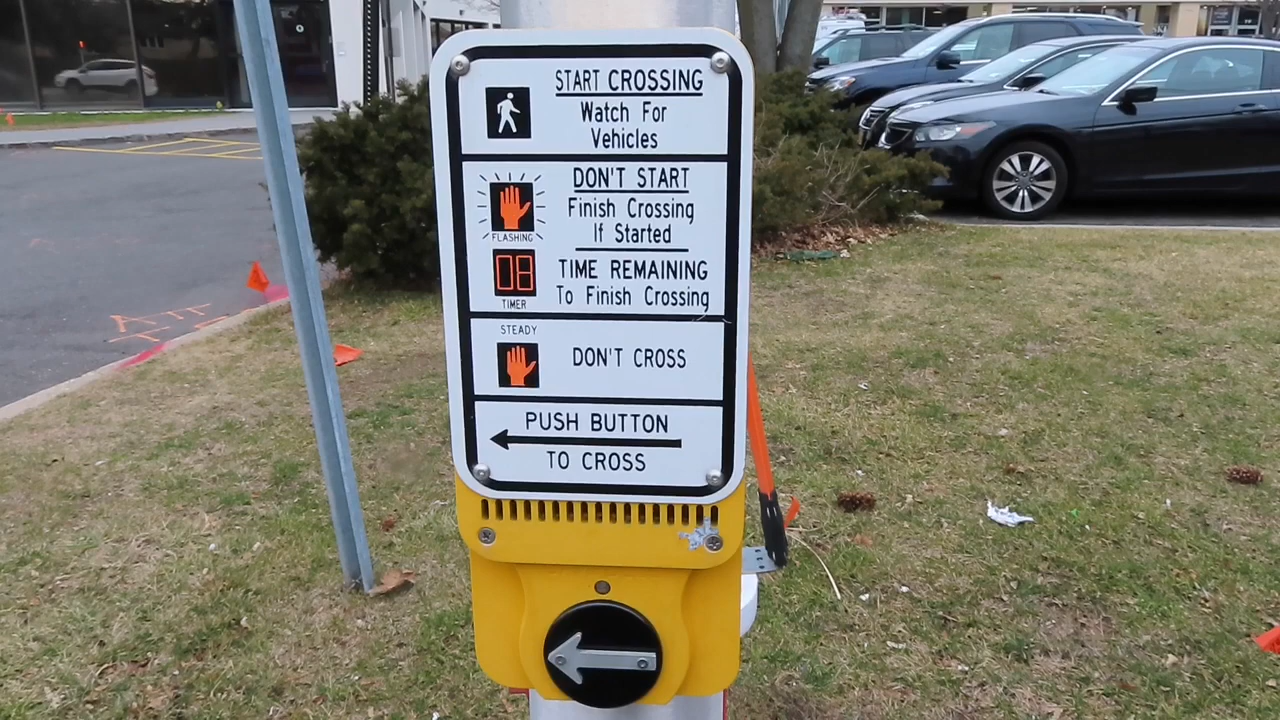 START CROSSING
Watch For
Vehicles
DON'T START
Finish Crossing
If Started
FLASHING
08
TIME REMAINING
To Finish Crossing
TIMER
STEADY
DON'T CROSS
PUSH BUTTON
TO CROSS